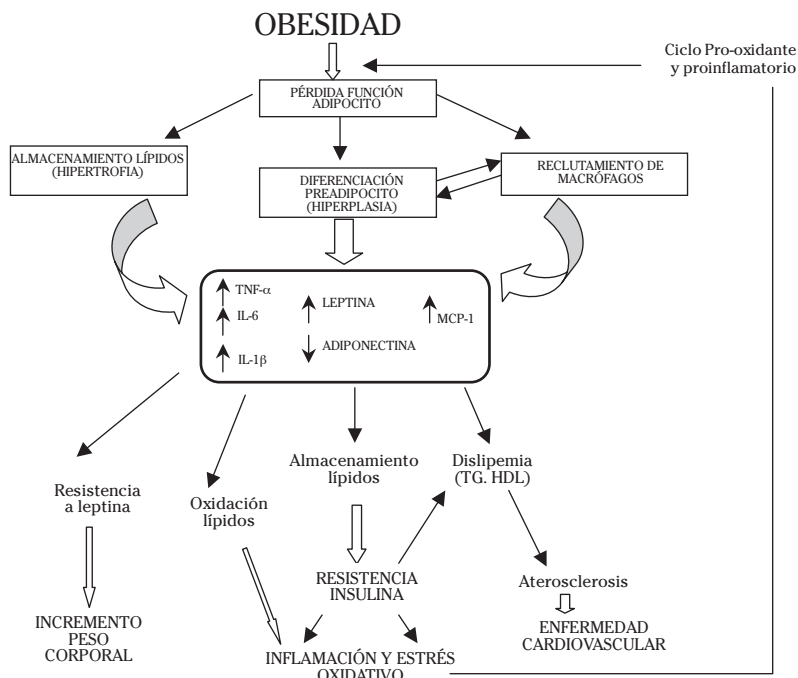 OBESIDAD
Ciclo Pro-oxidante
y proinflamatorio
PÉRDIDA FUNCIÓN
ADIPOCITO
ALMACENAMIENTO LÍPIDOS
(HIPERTROFIA)
DIFERENCIACIÓN
PREADIPOCITO
(HIPERPLASIA)
RECLUTAMIENTO DE
MACRÓFAGOS
TNF-α
IL-6
IL-1β
LEPTINA
ADIPONECTINA
MCP-1
Resistencia
a leptina
Oxidación
lípidos
Almacenamiento
lípidos
Dislipemia
(TG. HDL)
INCREMENTO
PESO
CORPORAL
RESISTENCIA
INSULINA
Aterosclerosis
ENFERMEDAD
CARDIOVASCULAR
INFLAMACIÓN Y ESTRÉS
OXIDATIVO